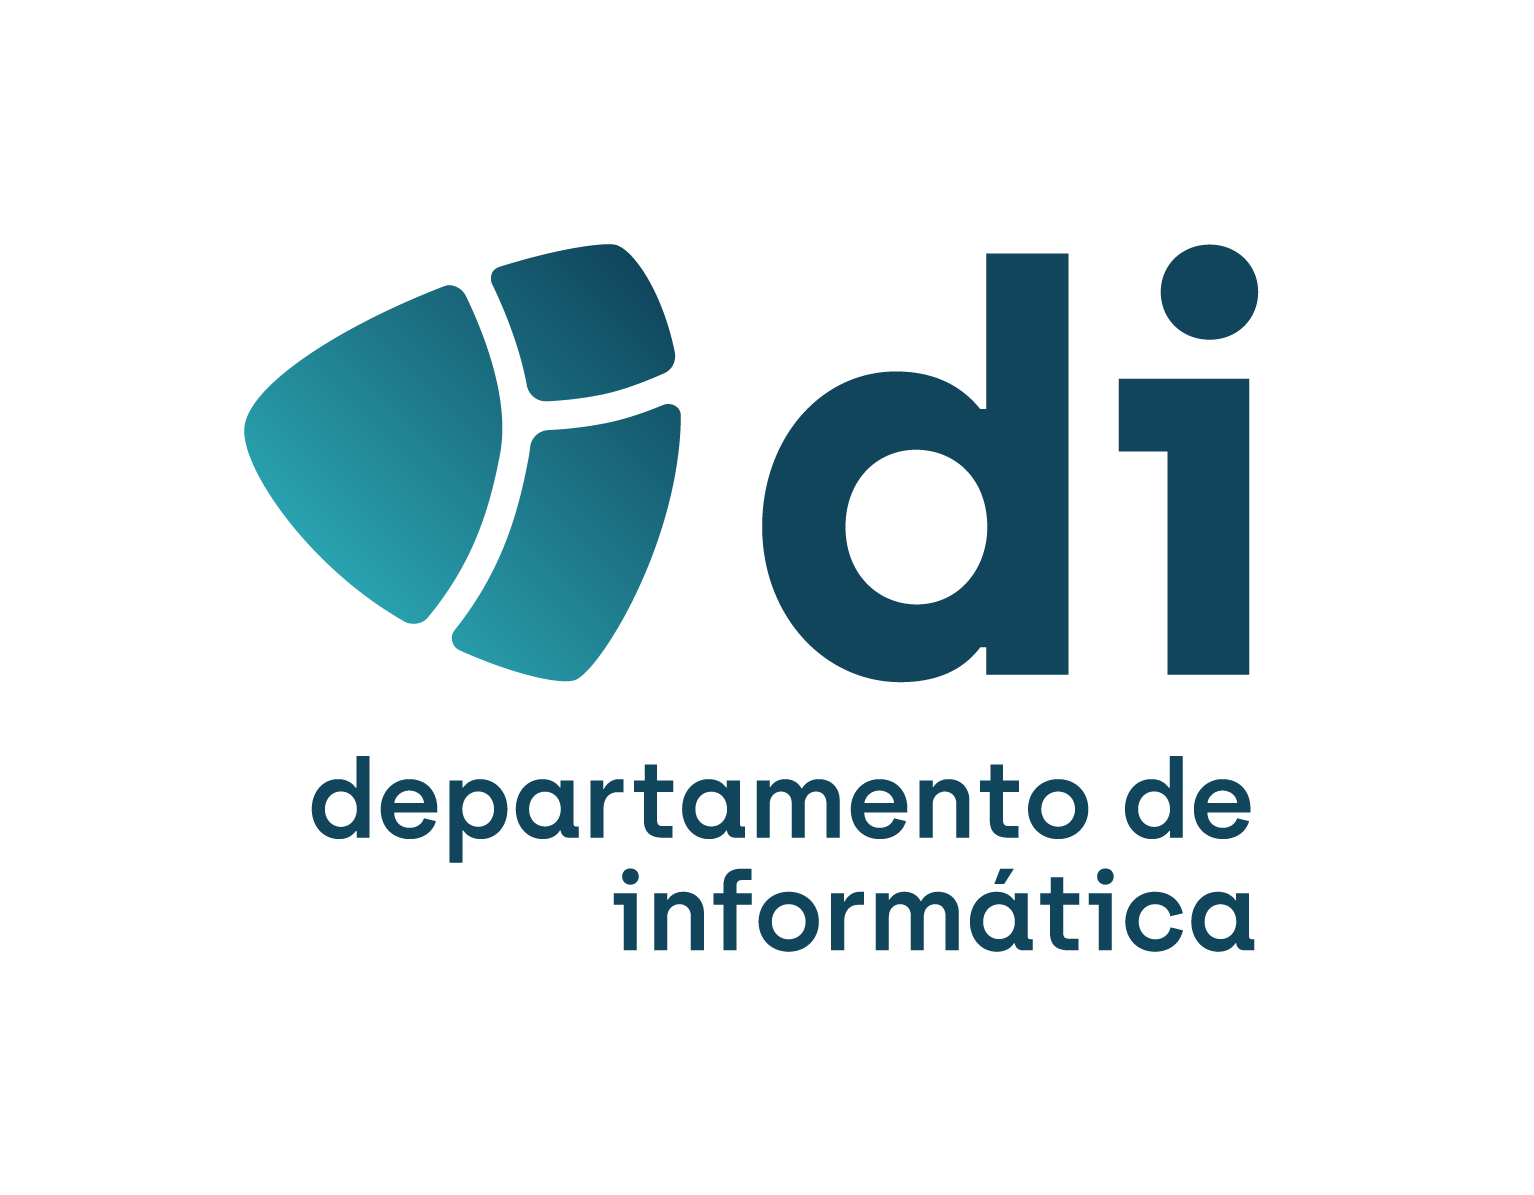 di
departamento de
informática